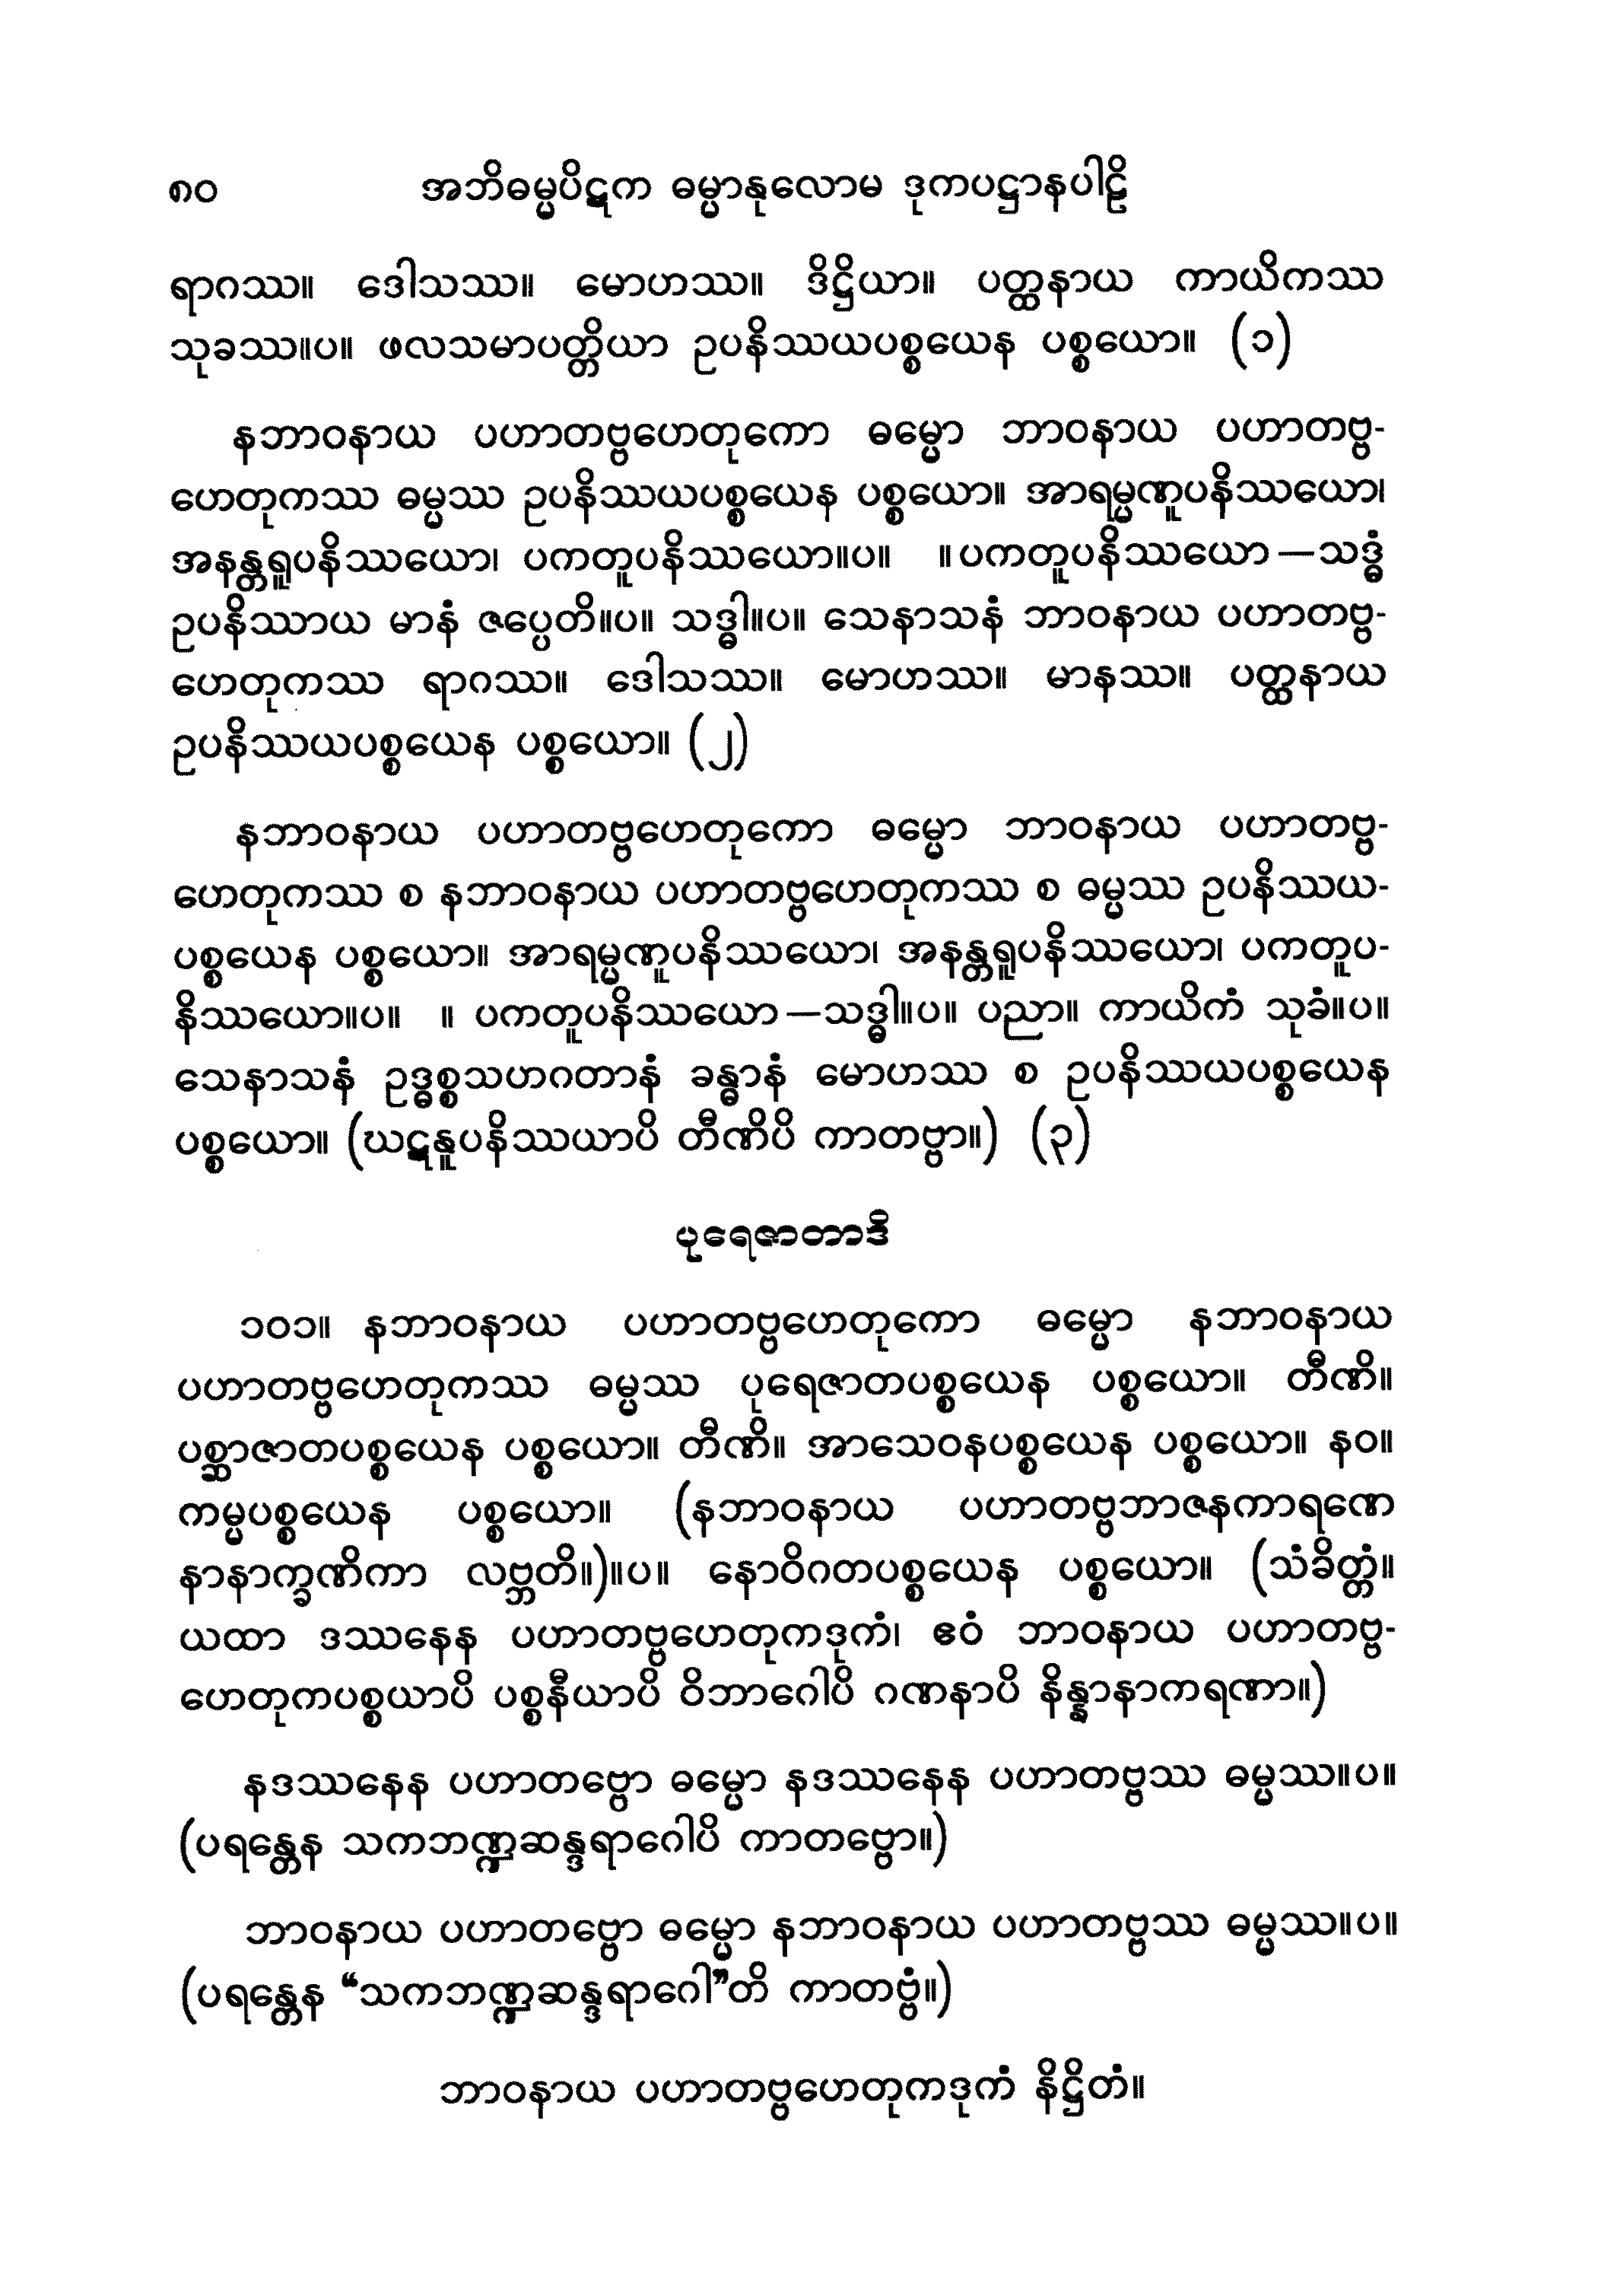 ၈၀ အဘိဓမ္မပိဋက ဓမ္မာနုလောမ ဒုကပဋ္ဌာနပါဠိ
ရာဂဿ။ ဒေါသဿ။ မောဟဿ။ ဒိဋ္ဌိယာ။ ပတ္ထနာယ ကာယိကဿ
သုခဿ။ပ။ ဖလသမာပတ္တိယာ ဥပနိဿယပစ္စယေန ပစ္စယော။ (၁)
နဘာဝနာယ ပဟာတဗ္ဗဟေတုကော ဓမ္မော ဘာဝနာယ ပဟာတဗ္ဗ-
ဟေတုကဿ ဓမ္မဿ ဥပနိဿယပစ္စယေန ပစ္စယော။ အာရမ္မဏူပနိဿယော၊
အနန္တရူပနိဿယော၊ ပကတူပနိဿယော။ပ။ ။ပကတူပနိဿယော—သဒ္ဓံ
ဥပနိဿာယ မာနံ ဇပ္ပေတိ။ပ။ သဒ္ဓါ။ပ။ သေနာသနံ ဘာဝနာယ ပဟာတဗ္ဗ-
ဟေတုကဿ ရာဂဿ။ ဒေါသဿ။ မောဟဿ။ မာနဿ။ ပတ္ထနာယ
ဥပနိဿယပစ္စယေန ပစ္စယော။ (၂)
နဘာဝနာယ ပဟာတဗ္ဗဟေတုကော ဓမ္မော ဘာဝနာယ ပဟာတဗ္ဗ-
ဟေတုကဿ စ နဘာဝနာယ ပဟာတဗ္ဗဟေတုကဿ စ ဓမ္မဿ ဥပနိဿယ-
ပစ္စယေန ပစ္စယော။ အာရမ္မဏူပနိဿယော၊ အနန္တရူပနိဿယော၊ ပကတူပ-
နိဿယော။ပ။ ။ ပကတူပနိဿယော—သဒ္ဓါ။ပ။ ပညာ။ ကာယိကံ သုခံ။ပ။
သေနာသနံ ဥဒ္ဓစ္စသဟဂတာနံ ခန္ဓာနံ မောဟဿ စ ဥပနိဿယပစ္စယေန
ပစ္စယော။ (ဃဋနူပနိဿယာပိ တီဏိပိ ကာတဗ္ဗာ။) (၃)
ပုရေဇာတာဒိ
၁၀၁။ နဘာဝနာယ ပဟာတဗ္ဗဟေတုကော ဓမ္မော နဘာဝနာယ
ပဟာတဗ္ဗဟေတုကဿ ဓမ္မဿ ပုရေဇာတပစ္စယေန ပစ္စယော။ တီဏိ။
ပစ္ဆာဇာတပစ္စယေန ပစ္စယော။ တီဏိ။ အာသေဝနပစ္စယေန ပစ္စယော။ နဝ။
ကမ္မပစ္စယေန ပစ္စယော။ (နဘာဝနာယ ပဟာတဗ္ဗဘာဇနကာရဏေ
နာနာက္ခဏိကာ လဗ္ဘတိ။)။ပ။ နောဝိဂတပစ္စယေန ပစ္စယော။ (သံခိတ္တံ။
ယထာ ဒဿနေန ပဟာတဗ္ဗဟေတုကဒုကံ၊ ဧဝံ ဘာဝနာယ ပဟာတဗ္ဗ-
ဟေတုကပစ္စယာပိ ပစ္စနီယာပိ ဝိဘာဂေါပိ ဂဏနာပိ နိန္နာနာကရဏာ။)
နဒဿနေန ပဟာတဗ္ဗော ဓမ္မော နဒဿနေန ပဟာတဗ္ဗဿ ဓမ္မဿ။ပ။
(ပရန္တေန သကဘဏ္ဍဆန္ဒရာဂေါပိ ကာတဗ္ဗော။)
ဘာဝနာယ ပဟာတဗ္ဗော ဓမ္မော နဘာဝနာယ ပဟာတဗ္ဗဿ ဓမ္မဿ။ပ။
(ပရန္တေန “သကဘဏ္ဍဆန္ဒရာဂေါ”တိ ကာတဗ္ဗံ။)
ဘာဝနာယ ပဟာတဗ္ဗဟေတုကဒုကံ နိဋ္ဌိတံ။